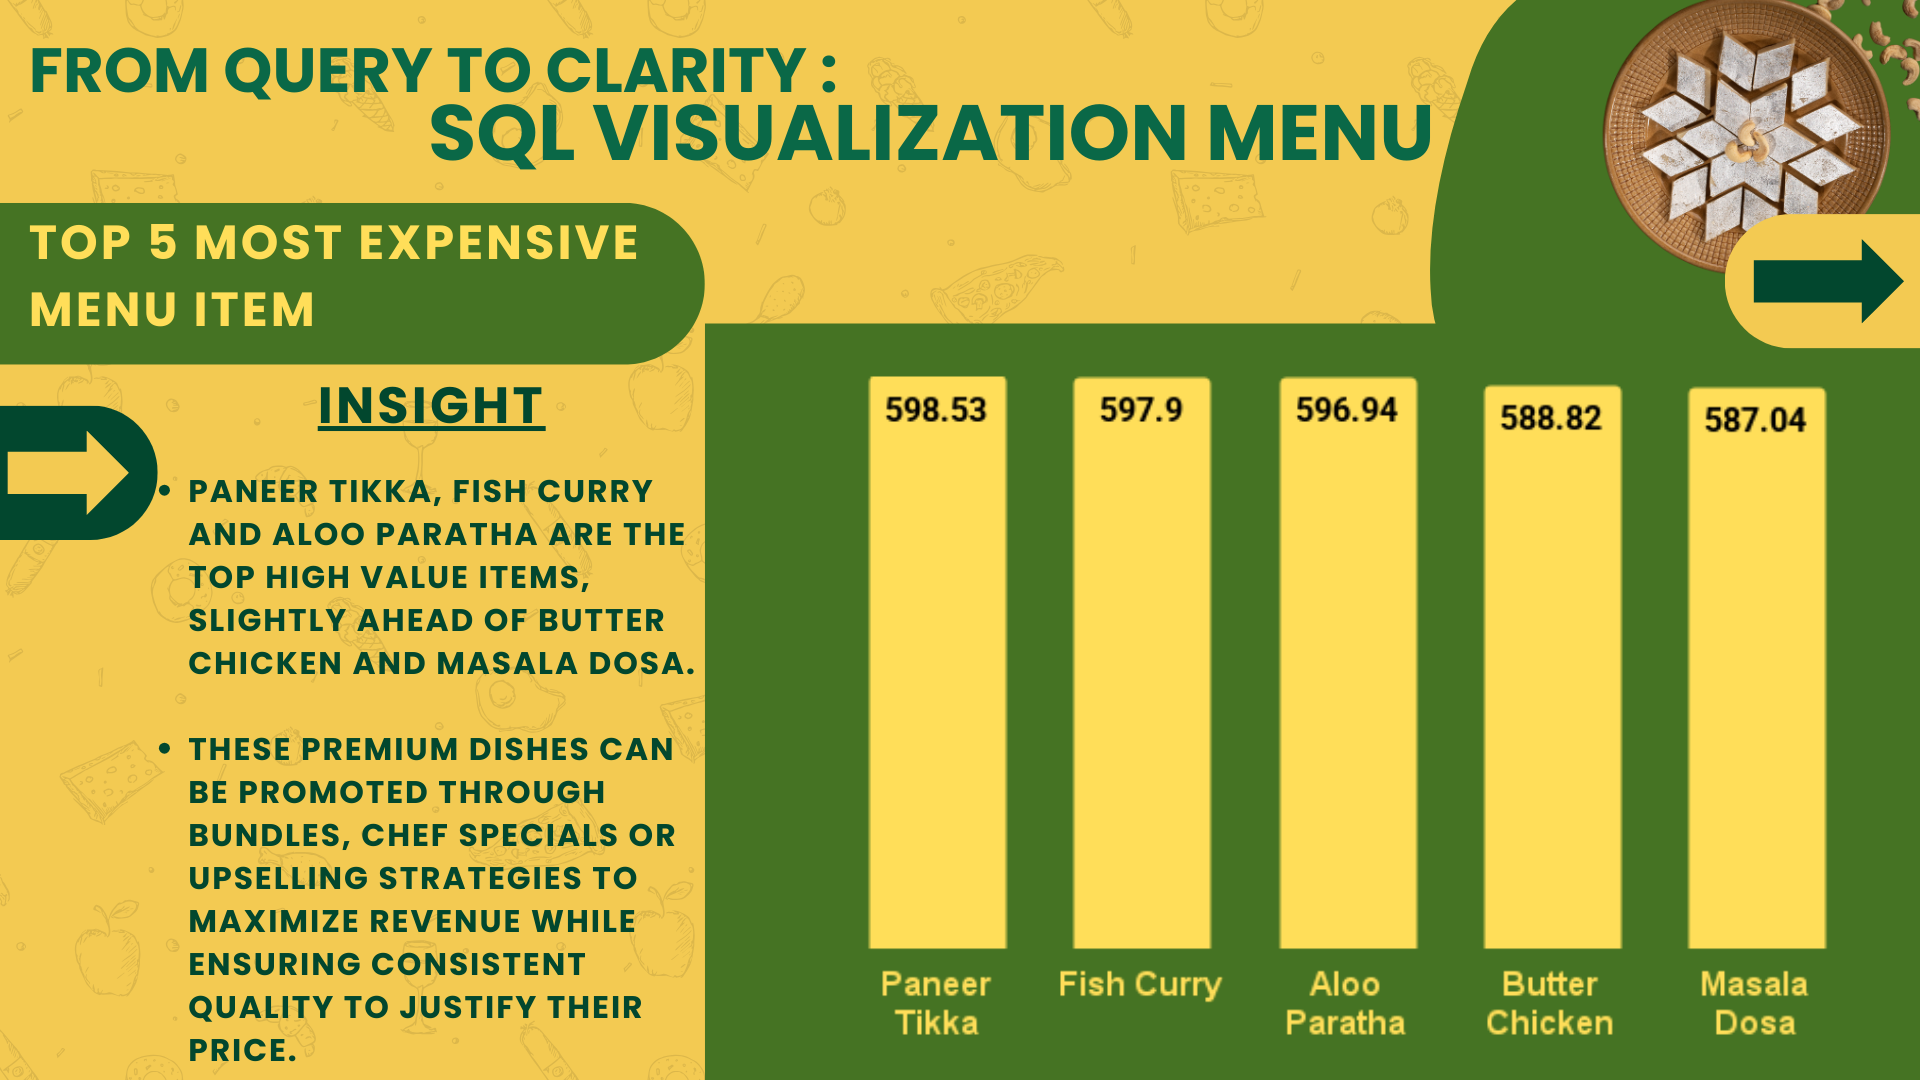 FROM QUERY TO CLARITY :
SQL VISUALIZATION MENU
TOP 5 MOST EXPENSIVE
MENU ITEM
INSIGHT
• PANEER TIKKA, FISH CURRY
AND ALOO PARATHA ARE THE
TOP HIGH VALUE ITEMS,
SLIGHTLY AHEAD OF BUTTER
CHICKEN AND MASALA DOSA.
• THESE PREMIUM DISHES CAN
BE PROMOTED THROUGH
BUNDLES, CHEF SPECIALS OR
UPSELLING STRATEGIES TO
MAXIMIZE REVENUE WHILE
ENSURING CONSISTENT
QUALITY TO JUSTIFY THEIR
PRICE.
598.53 597.9 596.94 588.82 587.04
Paneer Fish Curry Aloo Butter Masala
Tikka Paratha Chicken Dosa